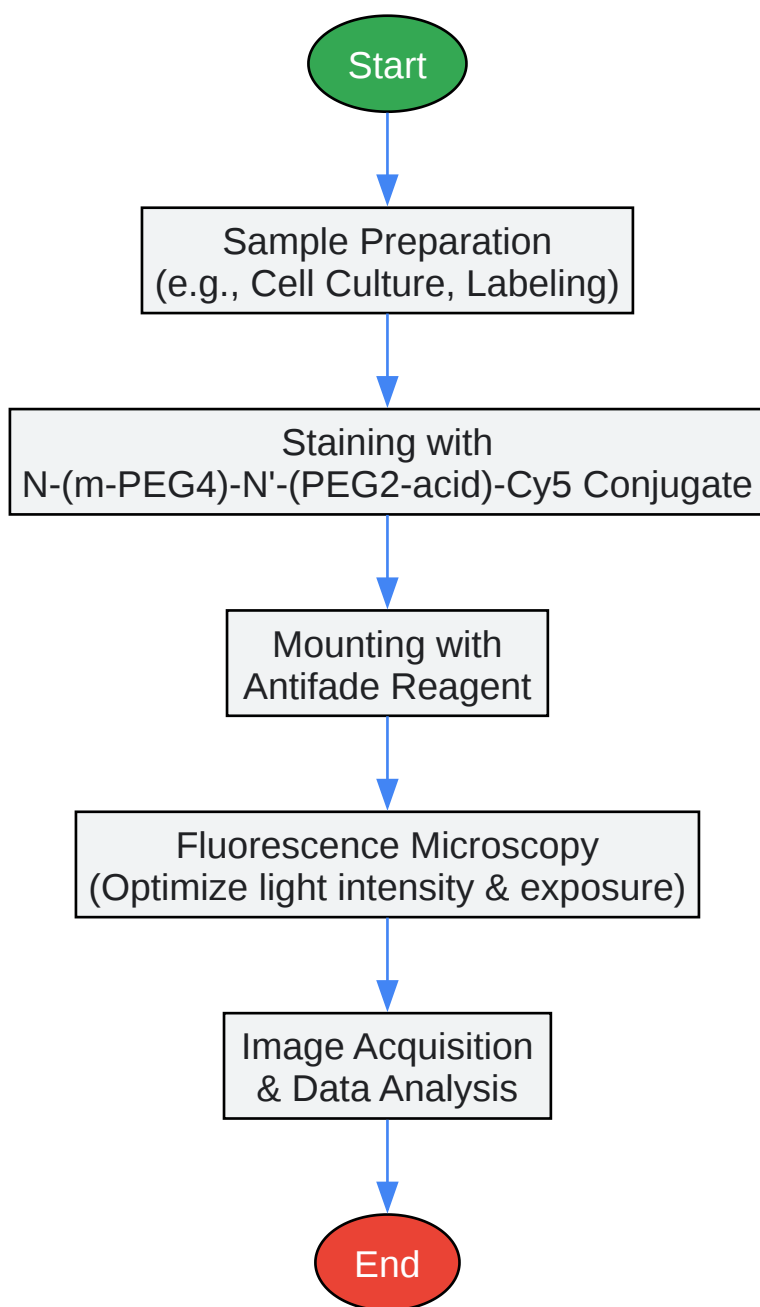 Start
Sample Preparation
(e.g., Cell Culture, Labeling)
Staining with
N-(m-PEG4)-N'-(PEG2-acid)-Cy5 Conjugate
Mounting with
Antifade Reagent
Fluorescence Microscopy
(Optimize light intensity & exposure)
Image Acquisition
& Data Analysis
End